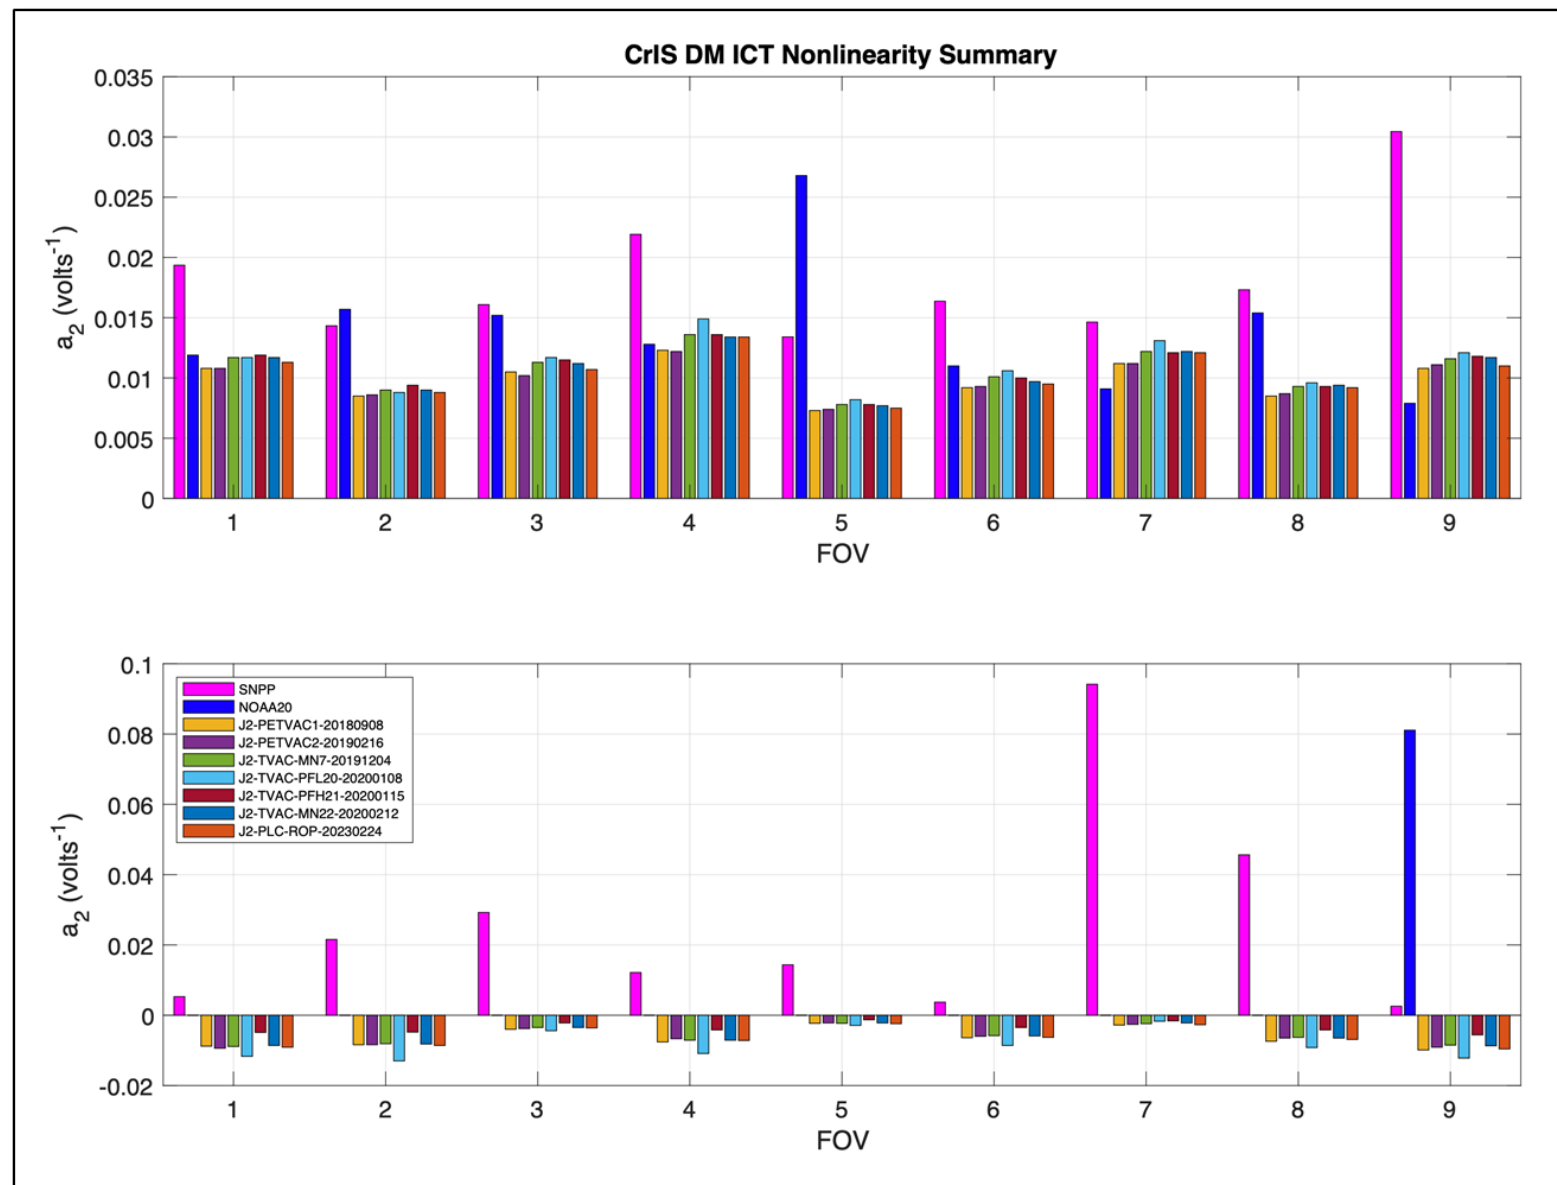 CrIS DM ICT Nonlinearity Summary
0.035
0.03
0.025
0.02
0.015
0.01
0.005
0
a2 (volts-1)
1 2 3 4 5 6 7 8 9
FOV
0.1
0.08
0.06
0.04
0.02
0
-0.02
a2 (volts-1)
SNPP
NOAA20
J2-PETVAC1-20180908
J2-PETVAC2-20190216
J2-TVAC-MN7-20191204
J2-TVAC-PFL20-20200108
J2-TVAC-PFH21-20200115
J2-TVAC-MN22-20200212
J2-PLC-ROP-20230224
1 2 3 4 5 6 7 8 9
FOV